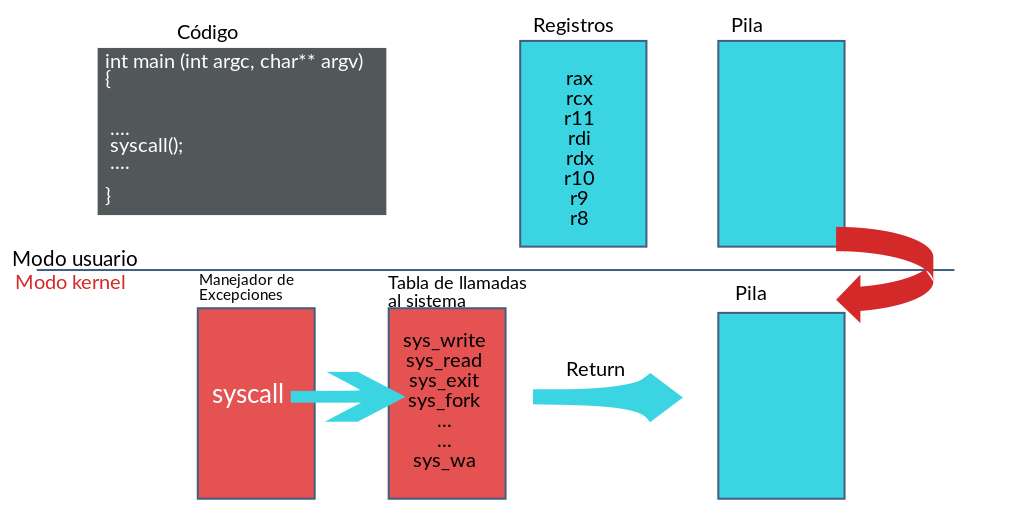 Código
int main (int argc, char** argv)
{
....
syscall();
....
}
Registros
rax
rcx
r11
rdi
rdx
r10
r9
r8
Pila
Modo usuario
Modo kernel
Manejador de
Excepciones
syscall
Tabla de llamadas
al sistema
sys_write
sys_read
sys_exit
sys_fork
...
...
sys_wa
Return
Pila